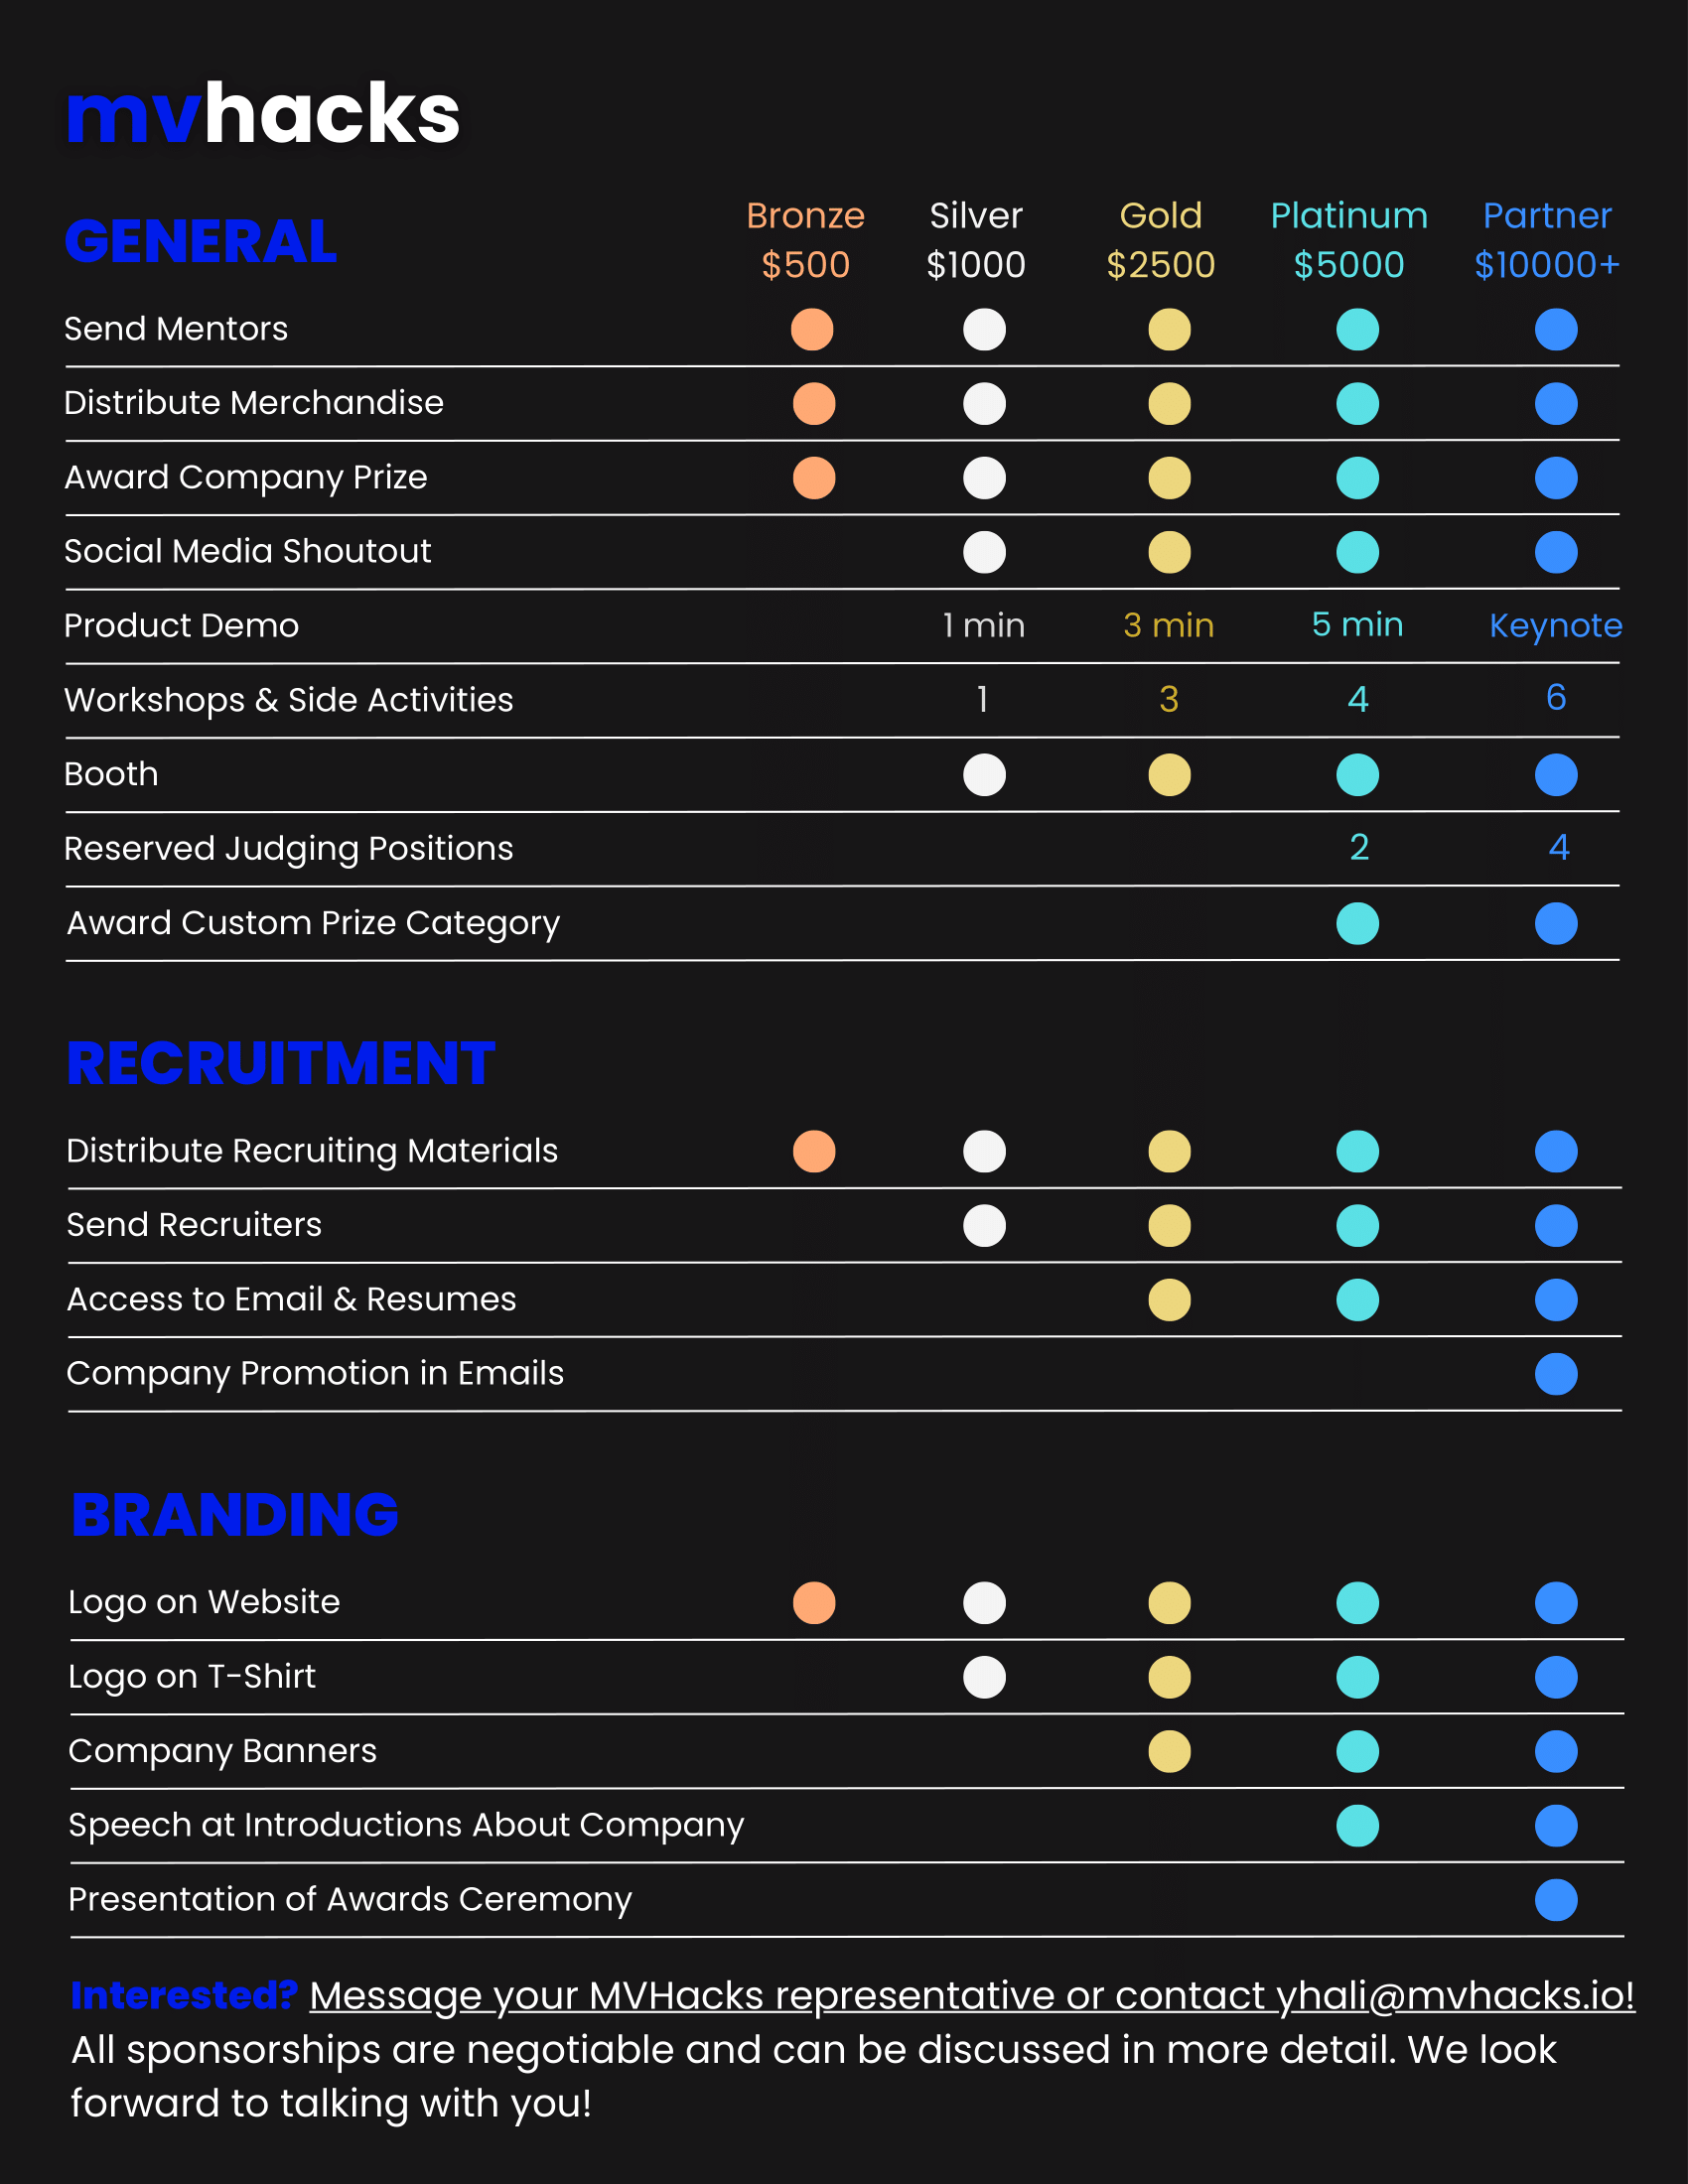 mvhacks
GENERAL
Bronze Silver Gold Platinum Partner
$500 $1000 $2500 $5000 $10000+
Send Mentors
Distribute Merchandise
Award Company Prize
Social Media Shoutout
Product Demo 1 min 3 min 5 min Keynote
Workshops & Side Activities 1 3 4 6
Booth
Reserved Judging Positions 2 4
Award Custom Prize Category
RECRUITMENT
Distribute Recruiting Materials
Send Recruiters
Access to Email & Resumes
Company Promotion in Emails
BRANDING
Logo on Website
Logo on T-Shirt
Company Banners
Speech at Introductions About Company
Presentation of Awards Ceremony
Interested? Message your MVHacks representative or contact yhali@mvhacks.io!
All sponsorships are negotiable and can be discussed in more detail. We look
forward to talking with you!